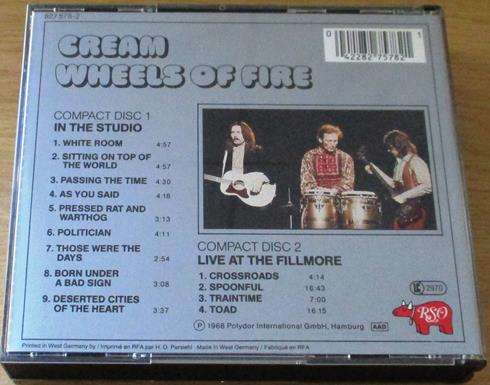 827 578-2
CREAM
WHEELS OF FIRE
0 42282 75782 1
COMPACT DISC 1
IN THE STUDIO
1. WHITE ROOM 4:57
2. SITTING ON TOP OF
THE WORLD 4:57
3. PASSING THE TIME 4:30
4. AS YOU SAID 4:18
5. PRESSED RAT AND
WARTHOG 3:13
6. POLITICIAN 4:11
7. THOSE WERE THE
DAYS 2:54
8. BORN UNDER
A BAD SIGN 3:08
9. DESERTED CITIES
OF THE HEART 3:37
COMPACT DISC 2
LIVE AT THE FILLMORE
1. CROSSROADS 4:14
2. SPOONFUL 16:43
3. TRAINTIME 7:00
4. TOAD 16:15
Ⓟ 1968 Polydor International GmbH, Hamburg AAD
LC 2970
RSO
Printed in West Germany by / Imprimé en RFA par H. O. Persiehl · Made in West Germany / Fabriqué en RFA